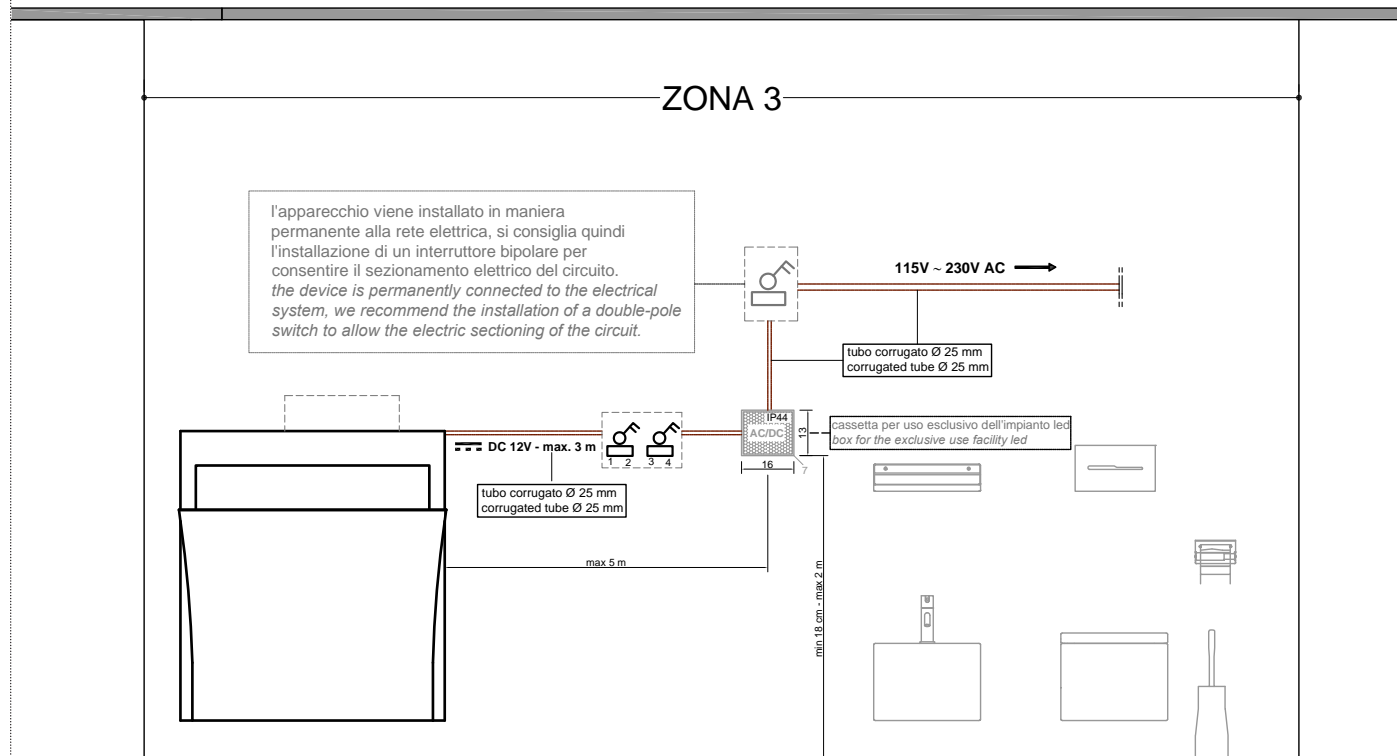 ZONA 3
l'apparecchio viene installato in maniera
permanente alla rete elettrica, si consiglia quindi
l'installazione di un interruttore bipolare per
consentire il sezionamento elettrico del circuito.
the device is permanently connected to the electrical
system, we recommend the installation of a double-pole
switch to allow the electric sectioning of the circuit.
115V ~ 230V AC
tubo corrugato Ø 25 mm
corrugated tube Ø 25 mm
IP44
AC/DC
13
16
7
cassetta per uso esclusivo dell'impianto led
box for the exclusive use facility led
DC 12V - max. 3 m
1 2 3 4
tubo corrugato Ø 25 mm
corrugated tube Ø 25 mm
max 5 m
min 18 cm - max 2 m